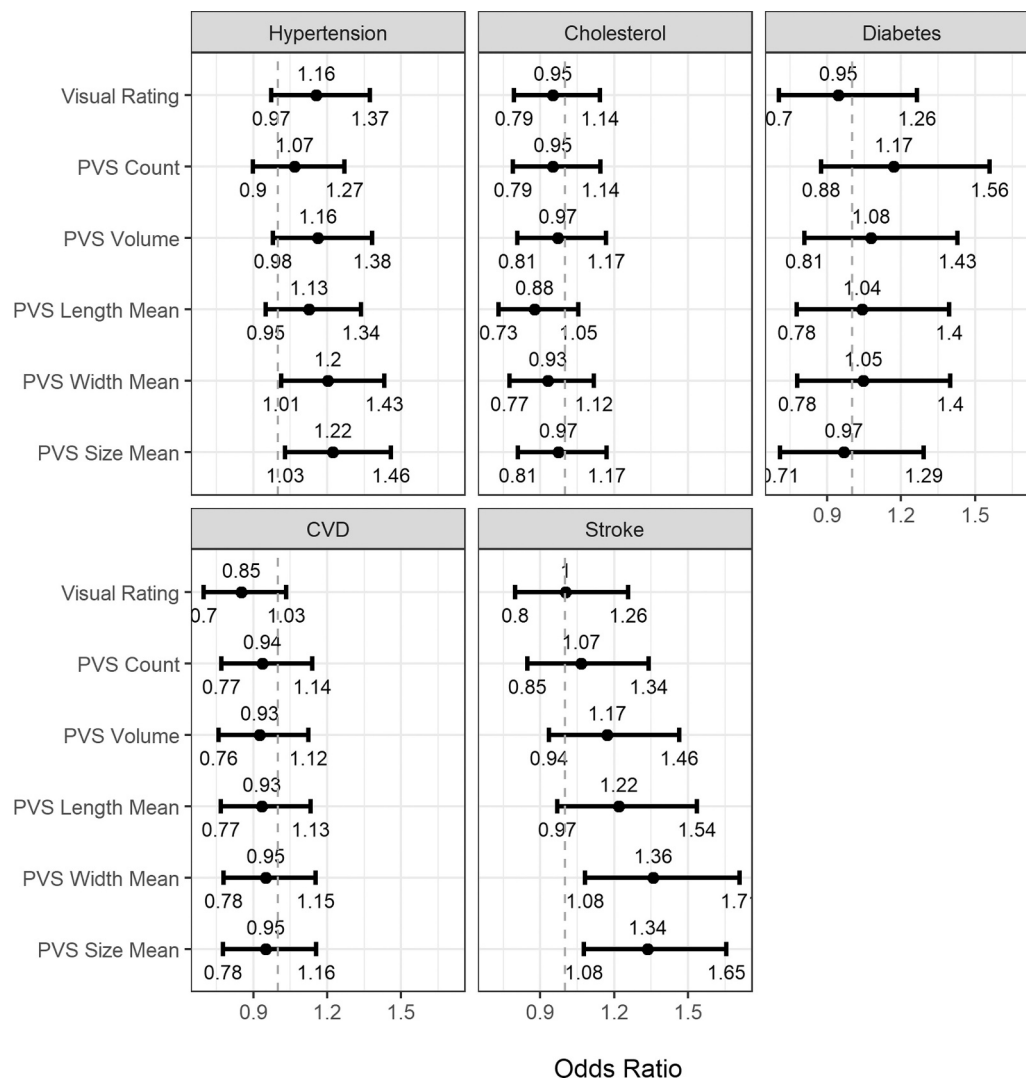 Hypertension Cholesterol Diabetes
Visual Rating 1.16 0.97 1.37 0.95 0.79 1.14 0.95 0.7 1.26
PVS Count 1.07 0.9 1.27 0.95 0.79 1.14 1.17 0.88 1.56
PVS Volume 1.16 0.98 1.38 0.97 0.81 1.17 1.08 0.81 1.43
PVS Length Mean 1.13 0.95 1.34 0.88 0.73 1.05 1.04 0.78 1.4
PVS Width Mean 1.2 1.01 1.43 0.93 0.77 1.12 1.05 0.78 1.4
PVS Size Mean 1.22 1.03 1.46 0.97 0.81 1.17 0.97 0.71 1.29
0.9 1.2 1.5
CVD Stroke
Visual Rating 0.85 0.7 1.03 1 0.8 1.26
PVS Count 0.94 0.77 1.14 1.07 0.85 1.34
PVS Volume 0.93 0.76 1.12 1.17 0.94 1.46
PVS Length Mean 0.93 0.77 1.13 1.22 0.97 1.54
PVS Width Mean 0.95 0.78 1.15 1.36 1.08 1.71
PVS Size Mean 0.95 0.78 1.16 1.34 1.08 1.65
0.9 1.2 1.5 0.9 1.2 1.5
Odds Ratio